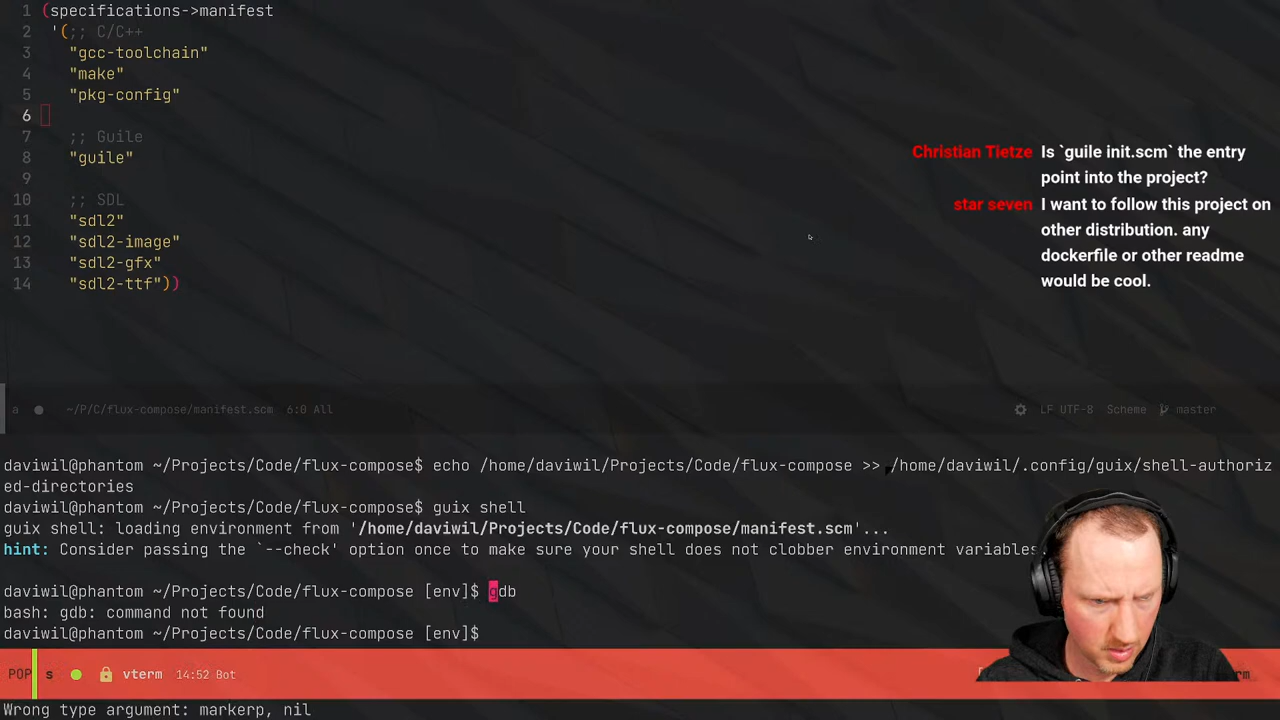 1 (specifications->manifest
2 '(;; C/C++
3 "gcc-toolchain"
4 "make"
5 "pkg-config"
6
7 ;; Guile
8 "guile"
9
10 ;; SDL
11 "sdl2"
12 "sdl2-image"
13 "sdl2-gfx"
14 "sdl2-ttf"))
Christian Tietze Is `guile init.scm` the entry
point into the project?
star seven I want to follow this project on
other distribution. any
dockerfile or other readme
would be cool.
a ~/P/C/flux-compose/manifest.scm 6:0 All LF UTF-8 Scheme master
daviwil@phantom ~/Projects/Code/flux-compose$ echo /home/daviwil/Projects/Code/flux-compose >> /home/daviwil/.config/guix/shell-authoriz
ed-directories
daviwil@phantom ~/Projects/Code/flux-compose$ guix shell
guix shell: loading environment from '/home/daviwil/Projects/Code/flux-compose/manifest.scm'...
hint: Consider passing the `--check' option once to make sure your shell does not clobber environment variables.
daviwil@phantom ~/Projects/Code/flux-compose [env]$ gdb
bash: gdb: command not found
daviwil@phantom ~/Projects/Code/flux-compose [env]$
POP s vterm 14:52 Bot
Wrong type argument: markerp, nil